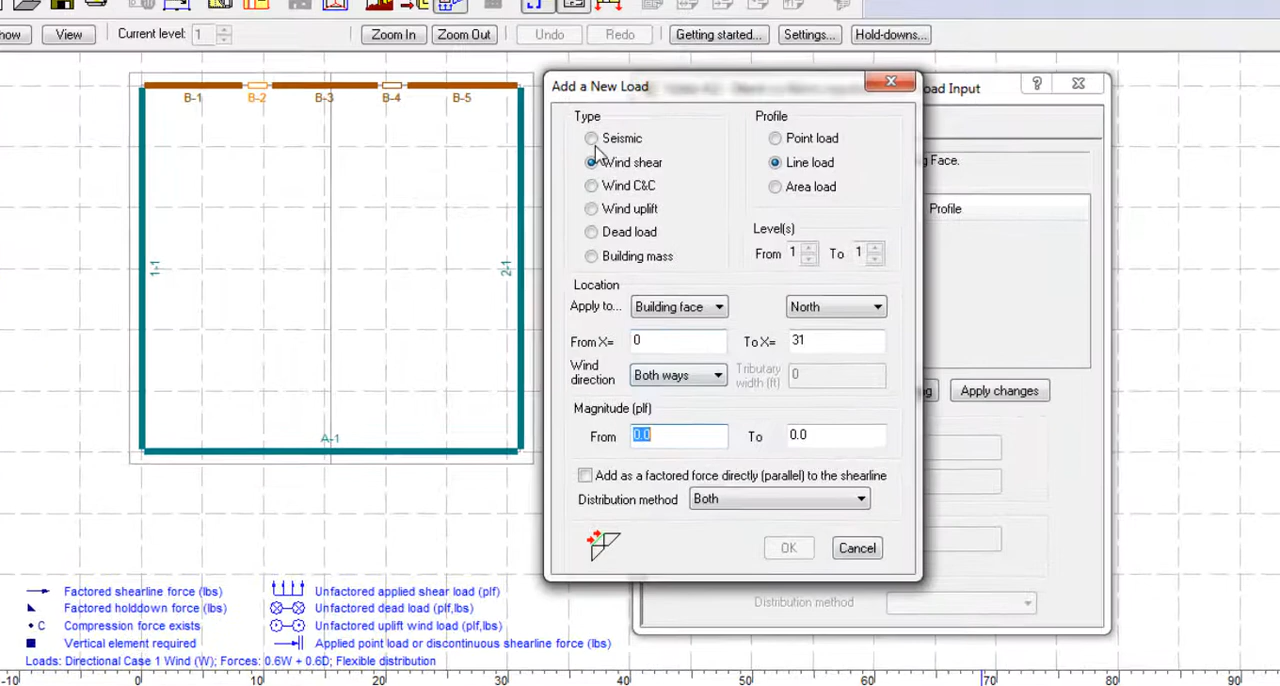 how View Current level: 1 Zoom In Zoom Out Undo Redo Getting started... Settings... Hold-downs...
B-1 B-2 B-3 B-4 B-5
1-1
2-1
A-1
Add a New Load
oad Input
Type
Seismic
Wind shear
Wind C&C
Wind uplift
Dead load
Building mass
Profile
Point load
Line load
Area load
Level(s)
From 1 To 1
g Face.
Profile
Location
Apply to... Building face North
From X= 0 To X= 31
Wind direction Both ways Tributary width (ft) 0
Magnitude (plf)
From 0.0 To 0.0
Add as a factored force directly (parallel) to the shearline
Distribution method Both
OK Cancel
g Apply changes
Distribution method
Factored shearline force (lbs)
Factored holddown force (lbs)
C Compression force exists
Vertical element required
Unfactored applied shear load (plf)
Unfactored dead load (plf,lbs)
Unfactored uplift wind load (plf,lbs)
Applied point load or discontinuous shearline force (lbs)
Loads: Directional Case 1 Wind (W); Forces: 0.6W + 0.6D; Flexible distribution
-10 0 10 20 30 40 50 60 70 80 90